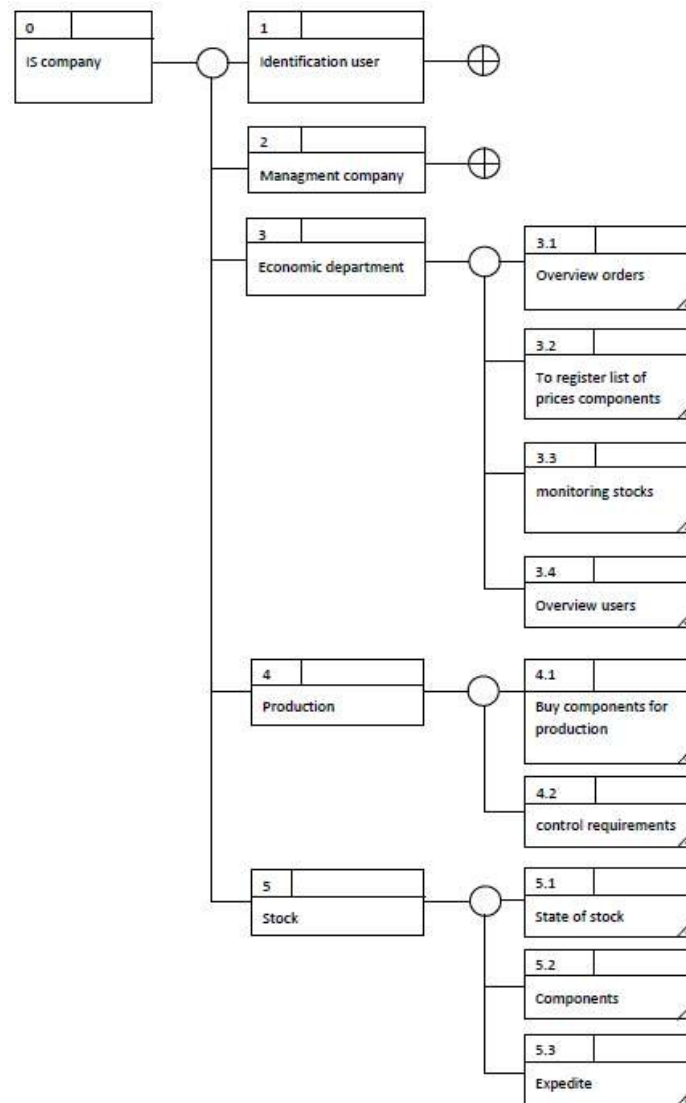 0
IS company
1
Identification user
2
Managment company
3
Economic department
3.1
Overview orders
3.2
To register list of
prices components
3.3
monitoring stocks
3.4
Overview users
4
Production
4.1
Buy components for
production
4.2
control requirements
5
Stock
5.1
State of stock
5.2
Components
5.3
Expedite